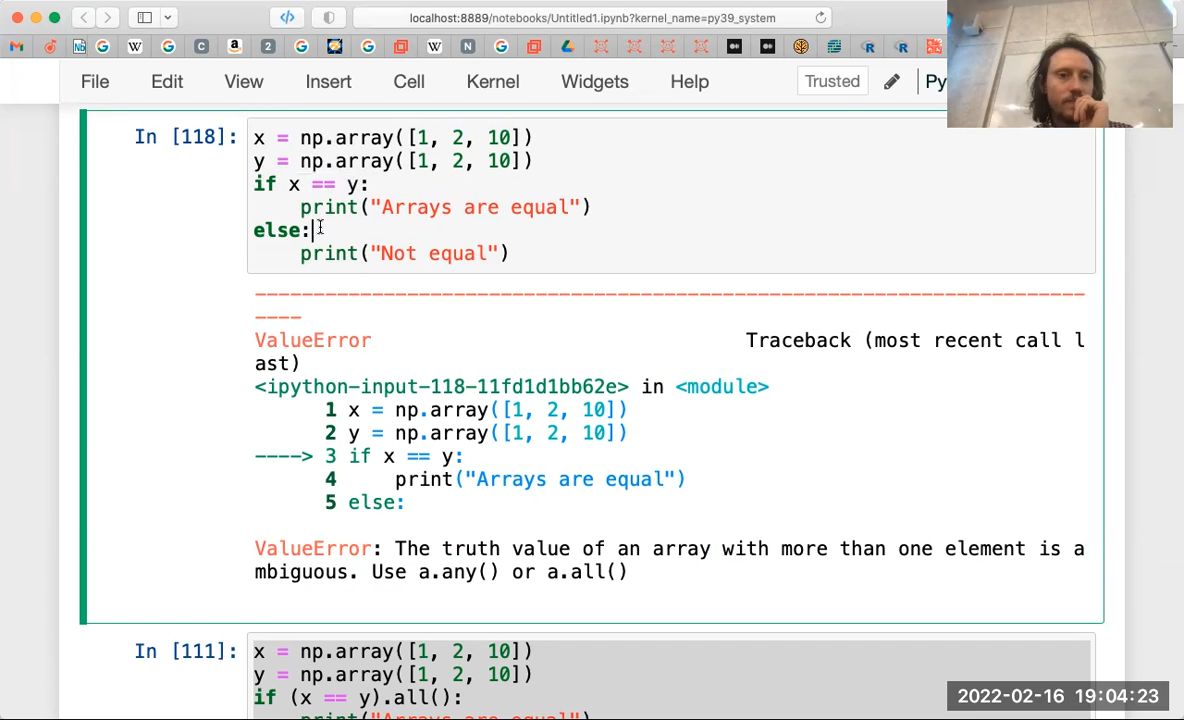 localhost:8889/notebooks/Untitled1.ipynb?kernel_name=py39_system
File Edit View Insert Cell Kernel Widgets Help Trusted Py
In [118]: x = np.array([1, 2, 10])
y = np.array([1, 2, 10])
if x == y:
print("Arrays are equal")
else:
print("Not equal")
---------------------------------------------------------------------------
ValueError Traceback (most recent call l
ast)
<ipython-input-118-11fd1d1bb62e> in <module>
1 x = np.array([1, 2, 10])
2 y = np.array([1, 2, 10])
----> 3 if x == y:
4 print("Arrays are equal")
5 else:
ValueError: The truth value of an array with more than one element is a
mbiguous. Use a.any() or a.all()
In [111]: x = np.array([1, 2, 10])
y = np.array([1, 2, 10])
if (x == y).all():
print("Arrays are equal")
2022-02-16 19:04:23